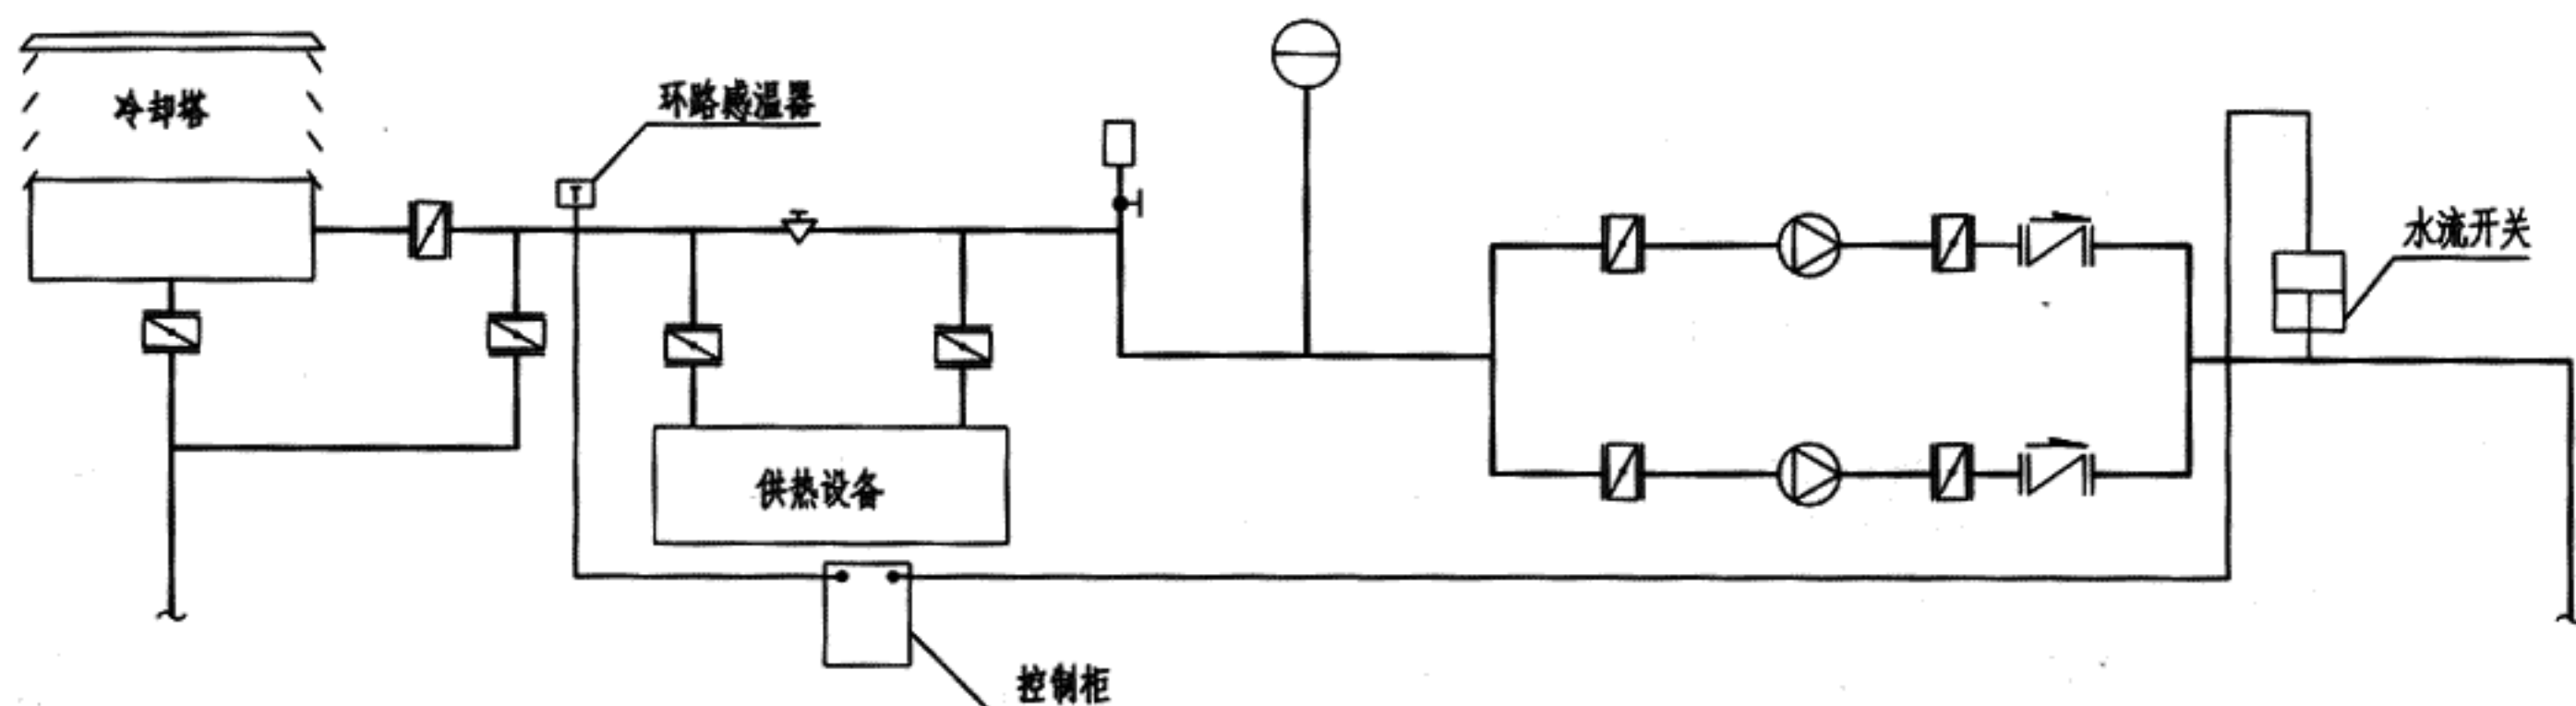 冷却塔
环路感温器
T
水流开关
供热设备
控制柜